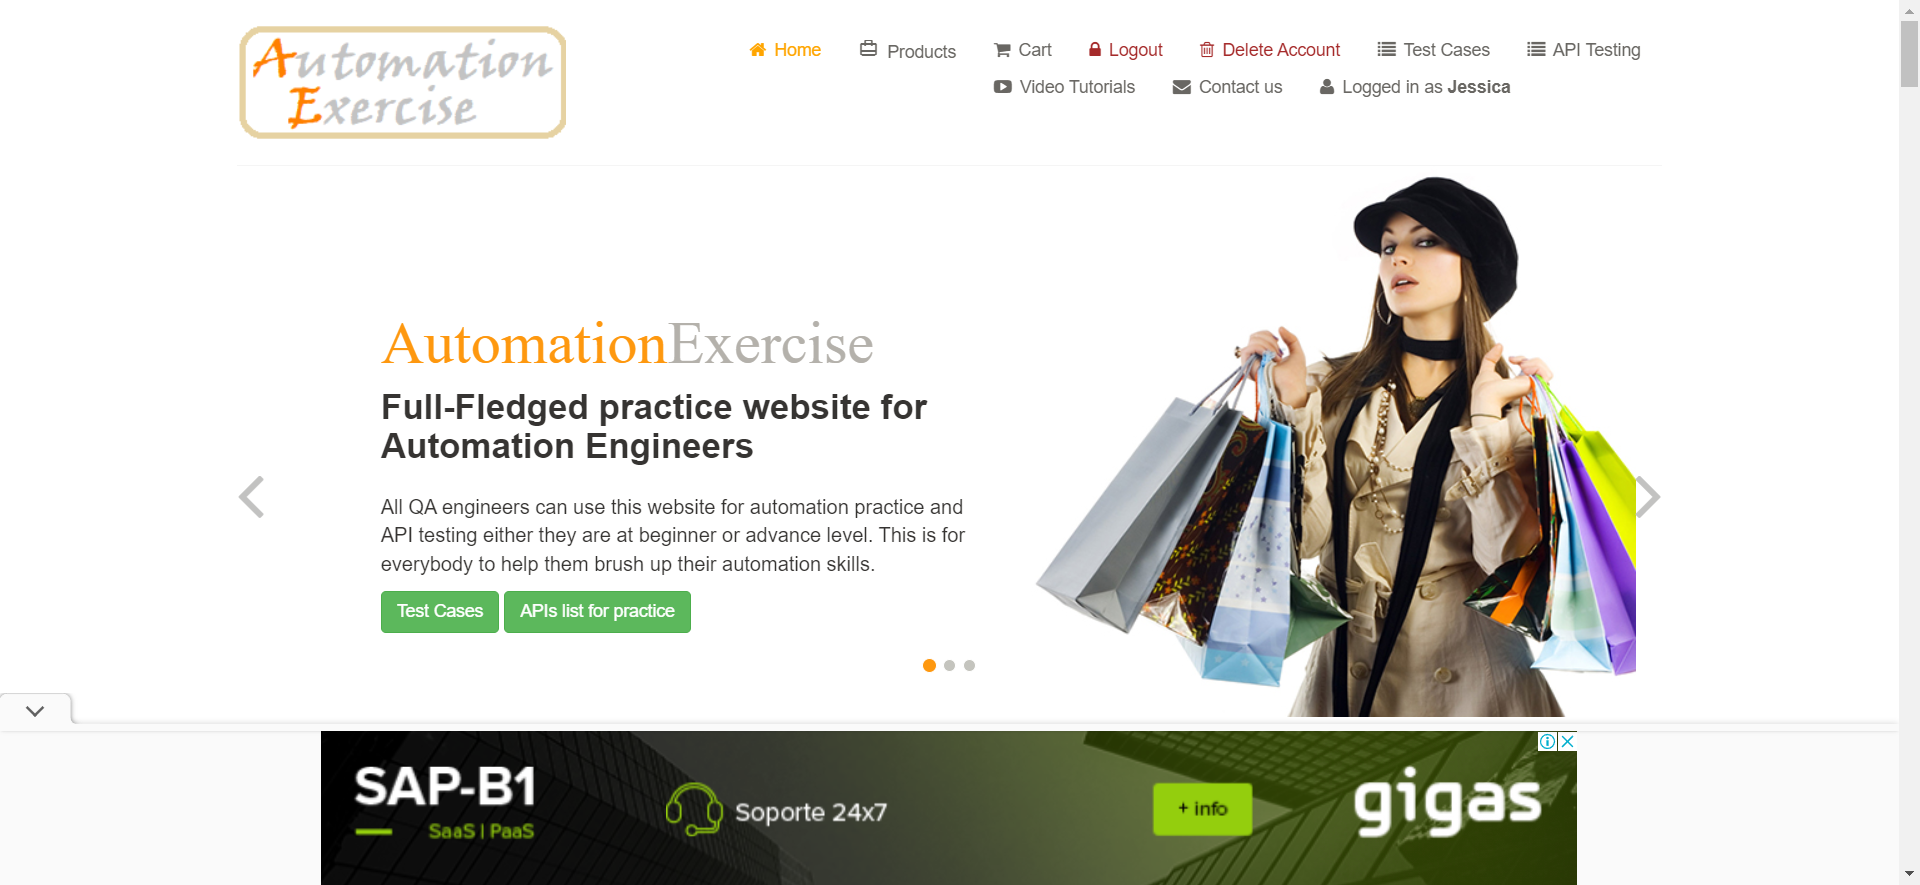 Automation
Exercise
Home
Products
Cart
Logout
Delete Account
Test Cases
API Testing
Video Tutorials
Contact us
Logged in as Jessica
AutomationExercise
Full-Fledged practice website for
Automation Engineers
All QA engineers can use this website for automation practice and
API testing either they are at beginner or advance level. This is for
everybody to help them brush up their automation skills.
Test Cases
APIs list for practice
SAP-B1
SaaS | PaaS
Soporte 24x7
+ info
gigas